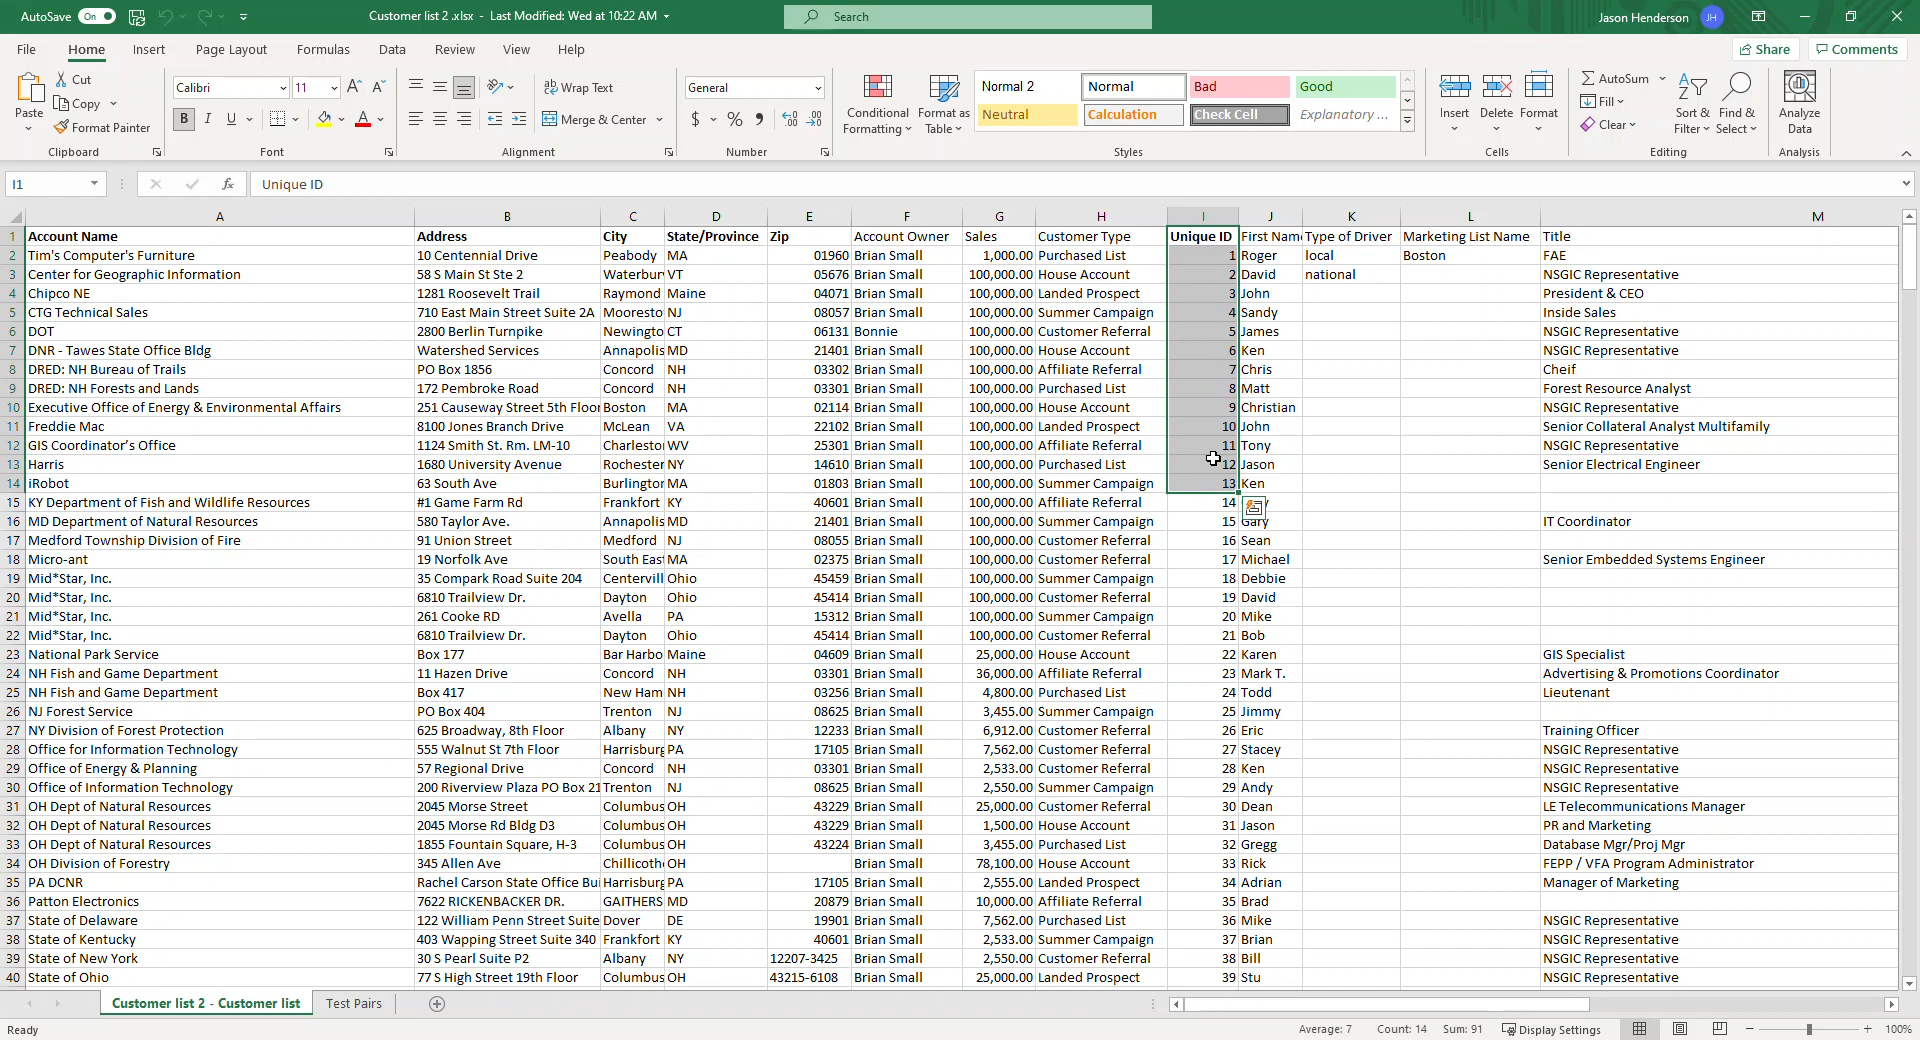 AutoSave On Customer list 2 .xlsx - Last Modified: Wed at 10:22 AM Search Jason Henderson JH
File Home Insert Page Layout Formulas Data Review View Help Share Comments
Paste Cut Copy Format Painter Clipboard
Calibri 11 B I U A A Font
Wrap Text Merge & Center Alignment
General $ % Number
Conditional Formatting Format as Table Normal 2 Normal Bad Good Neutral Calculation Check Cell Explanatory ... Styles
Insert Delete Format Cells
AutoSum Fill Clear Sort & Filter Find & Select Editing
Analyze Data Analysis
I1 fx Unique ID
A B C D E F G H I J K L M
1 Account Name Address City State/Province Zip Account Owner Sales Customer Type Unique ID First Nam Type of Driver Marketing List Name Title
2 Tim's Computer's Furniture 10 Centennial Drive Peabody MA 01960 Brian Small 1,000.00 Purchased List 1 Roger local Boston FAE
3 Center for Geographic Information 58 S Main St Ste 2 Waterbur VT 05676 Brian Small 100,000.00 House Account 2 David national NSGIC Representative
4 Chipco NE 1281 Roosevelt Trail Raymond Maine 04071 Brian Small 100,000.00 Landed Prospect 3 John President & CEO
5 CTG Technical Sales 710 East Main Street Suite 2A Mooresto NJ 08057 Brian Small 100,000.00 Summer Campaign 4 Sandy Inside Sales
6 DOT 2800 Berlin Turnpike Newingto CT 06131 Bonnie 100,000.00 Customer Referral 5 James NSGIC Representative
7 DNR - Tawes State Office Bldg Watershed Services Annapolis MD 21401 Brian Small 100,000.00 House Account 6 Ken NSGIC Representative
8 DRED: NH Bureau of Trails PO Box 1856 Concord NH 03302 Brian Small 100,000.00 Affiliate Referral 7 Chris Cheif
9 DRED: NH Forests and Lands 172 Pembroke Road Concord NH 03301 Brian Small 100,000.00 Purchased List 8 Matt Forest Resource Analyst
10 Executive Office of Energy & Environmental Affairs 251 Causeway Street 5th Floor Boston MA 02114 Brian Small 100,000.00 House Account 9 Christian NSGIC Representative
11 Freddie Mac 8100 Jones Branch Drive McLean VA 22102 Brian Small 100,000.00 Landed Prospect 10 John Senior Collateral Analyst Multifamily
12 GIS Coordinator's Office 1124 Smith St. Rm. LM-10 Charlesto WV 25301 Brian Small 100,000.00 Affiliate Referral 11 Tony NSGIC Representative
13 Harris 1680 University Avenue Rochester NY 14610 Brian Small 100,000.00 Purchased List 12 Jason Senior Electrical Engineer
14 iRobot 63 South Ave Burlington MA 01803 Brian Small 100,000.00 Summer Campaign 13 Ken
15 KY Department of Fish and Wildlife Resources #1 Game Farm Rd Frankfort KY 40601 Brian Small 100,000.00 Affiliate Referral 14
16 MD Department of Natural Resources 580 Taylor Ave. Annapolis MD 21401 Brian Small 100,000.00 Summer Campaign 15 Gary IT Coordinator
17 Medford Township Division of Fire 91 Union Street Medford NJ 08055 Brian Small 100,000.00 Customer Referral 16 Sean
18 Micro-ant 19 Norfolk Ave South East MA 02375 Brian Small 100,000.00 Customer Referral 17 Michael Senior Embedded Systems Engineer
19 Mid*Star, Inc. 35 Compark Road Suite 204 Centervill Ohio 45459 Brian Small 100,000.00 Summer Campaign 18 Debbie
20 Mid*Star, Inc. 6810 Trailview Dr. Dayton Ohio 45414 Brian Small 100,000.00 Customer Referral 19 David
21 Mid*Star, Inc. 261 Cooke RD Avella PA 15312 Brian Small 100,000.00 Summer Campaign 20 Mike
22 Mid*Star, Inc. 6810 Trailview Dr. Dayton Ohio 45414 Brian Small 100,000.00 Customer Referral 21 Bob
23 National Park Service Box 177 Bar Harbo Maine 04609 Brian Small 25,000.00 House Account 22 Karen GIS Specialist
24 NH Fish and Game Department 11 Hazen Drive Concord NH 03301 Brian Small 36,000.00 Affiliate Referral 23 Mark T. Advertising & Promotions Coordinator
25 NH Fish and Game Department Box 417 New Ham NH 03256 Brian Small 4,800.00 Purchased List 24 Todd Lieutenant
26 NJ Forest Service PO Box 404 Trenton NJ 08625 Brian Small 3,455.00 Summer Campaign 25 Jimmy
27 NY Division of Forest Protection 625 Broadway, 8th Floor Albany NY 12233 Brian Small 6,912.00 Customer Referral 26 Eric Training Officer
28 Office for Information Technology 555 Walnut St 7th Floor Harrisburg PA 17105 Brian Small 7,562.00 Customer Referral 27 Stacey NSGIC Representative
29 Office of Energy & Planning 57 Regional Drive Concord NH 03301 Brian Small 2,533.00 Customer Referral 28 Ken NSGIC Representative
30 Office of Information Technology 200 Riverview Plaza PO Box 21 Trenton NJ 08625 Brian Small 2,550.00 Summer Campaign 29 Andy NSGIC Representative
31 OH Dept of Natural Resources 2045 Morse Street Columbus OH 43229 Brian Small 25,000.00 Customer Referral 30 Dean LE Telecommunications Manager
32 OH Dept of Natural Resources 2045 Morse Rd Bldg D3 Columbus OH 43229 Brian Small 1,500.00 House Account 31 Jason PR and Marketing
33 OH Dept of Natural Resources 1855 Fountain Square, H-3 Columbus OH 43224 Brian Small 3,455.00 Purchased List 32 Gregg Database Mgr/Proj Mgr
34 OH Division of Forestry 345 Allen Ave Chillicoth OH Brian Small 78,100.00 House Account 33 Rick FEPP / VFA Program Administrator
35 PA DCNR Rachel Carson State Office Bui Harrisburg PA 17105 Brian Small 2,555.00 Landed Prospect 34 Adrian Manager of Marketing
36 Patton Electronics 7622 RICKENBACKER DR. GAITHERS MD 20879 Brian Small 10,000.00 Affiliate Referral 35 Brad
37 State of Delaware 122 William Penn Street Suite Dover DE 19901 Brian Small 7,562.00 Purchased List 36 Mike NSGIC Representative
38 State of Kentucky 403 Wapping Street Suite 340 Frankfort KY 40601 Brian Small 2,533.00 Summer Campaign 37 Brian NSGIC Representative
39 State of New York 30 S Pearl Suite P2 Albany NY 12207-3425 Brian Small 2,550.00 Customer Referral 38 Bill NSGIC Representative
40 State of Ohio 77 S High Street 19th Floor Columbus OH 43215-6108 Brian Small 25,000.00 Landed Prospect 39 Stu NSGIC Representative
Customer list 2 - Customer list Test Pairs
Ready Average: 7 Count: 14 Sum: 91 Display Settings 100%